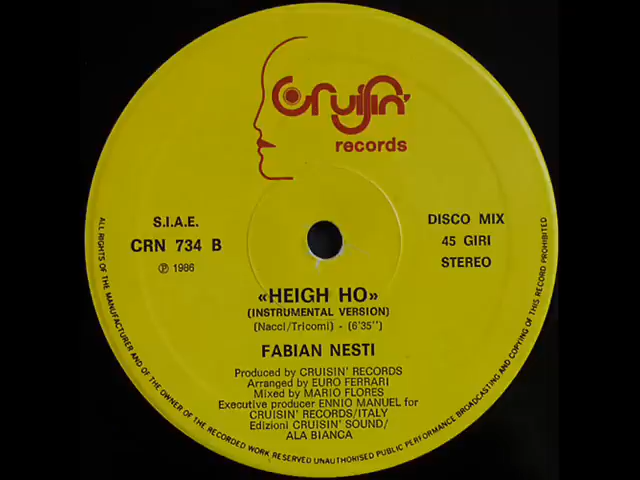 Cruisin'
records
S.I.A.E.
CRN 734 B
Ⓟ 1986
DISCO MIX
45 GIRI
STEREO
«HEIGH HO»
(INSTRUMENTAL VERSION)
(Nacci/Tricomi) - (6'35'')
FABIAN NESTI
Produced by CRUISIN' RECORDS
Arranged by EURO FERRARI
Mixed by MARIO FLORES
Executive producer ENNIO MANUEL for
CRUISIN' RECORDS/ITALY
Edizioni CRUISIN' SOUND/
ALA BIANCA
ALL RIGHTS OF THE MANUFACTURER AND OF THE OWNER OF THE RECORDED WORK RESERVED UNAUTHORISED PUBLIC PERFORMANCE BROADCASTING AND COPYING OF THIS RECORD PROHIBITED